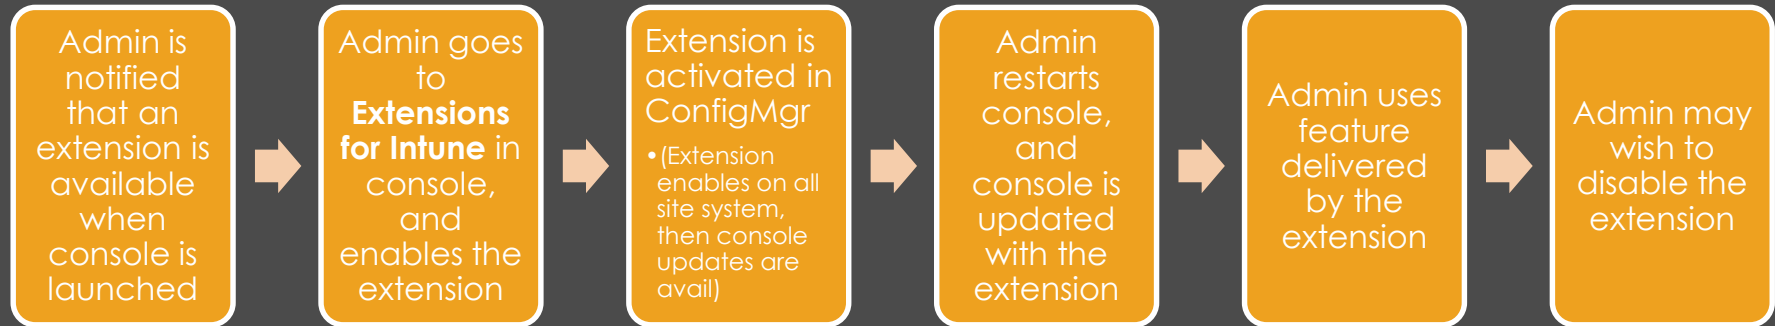 Admin is
notified
that an
extension is
available
when
console is
launched
Admin goes
to
Extensions
for Intune in
console,
and
enables the
extension
Extension is
activated in
ConfigMgr
•(Extension
enables on all
site system,
then console
updates are
avail)
Admin
restarts
console,
and
console is
updated
with the
extension
Admin uses
feature
delivered
by the
extension
Admin may
wish to
disable the
extension